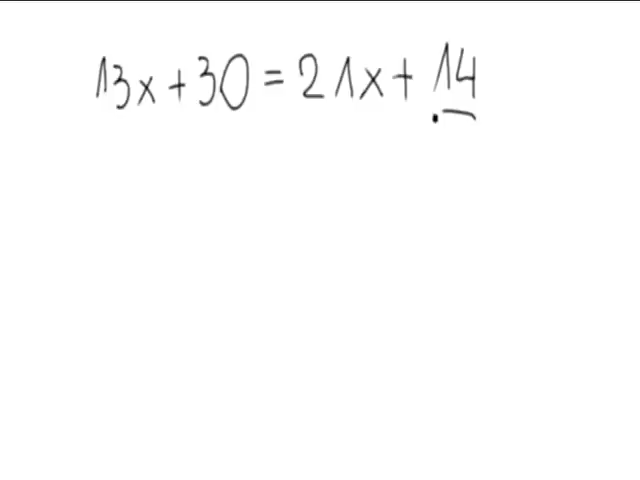 13x + 30 = 21x + 14